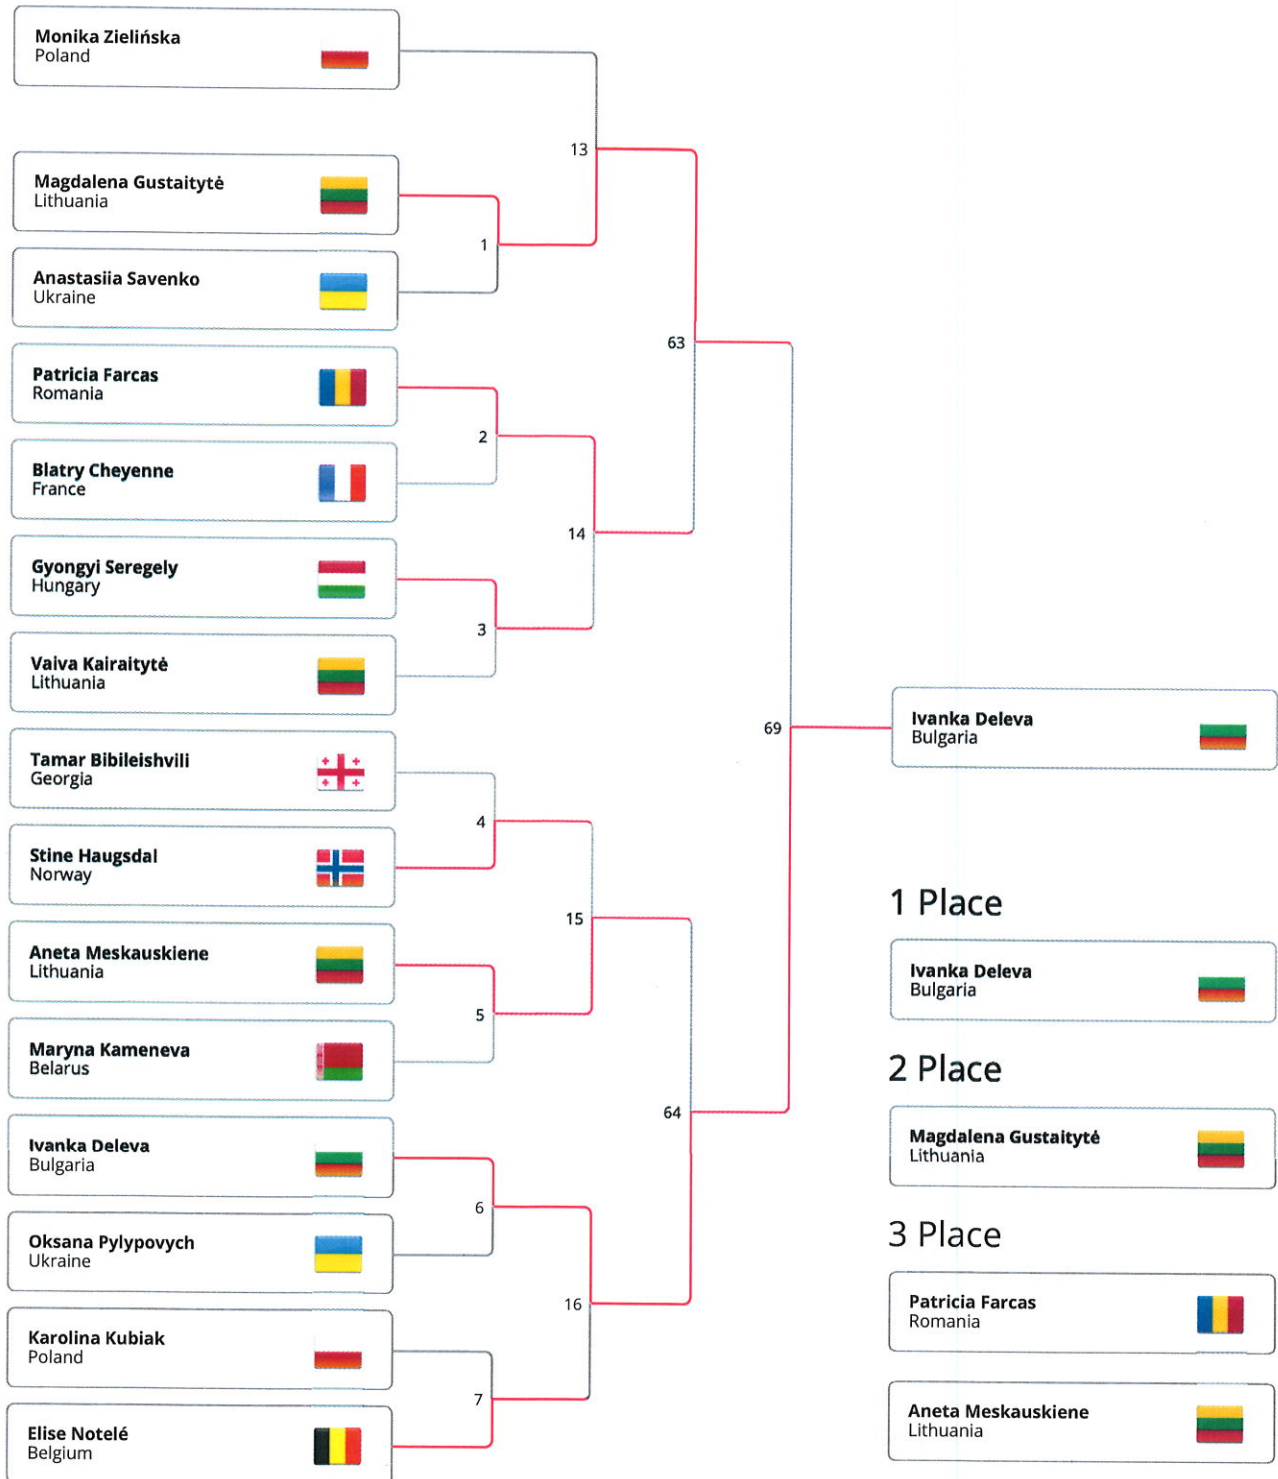 Monika Zielińska
Poland
13
Magdalena Gustaitytė
Lithuania
1
Anastasiia Savenko
Ukraine
63
Patricia Farcas
Romania
2
Blatry Cheyenne
France
14
Gyongyi Seregely
Hungary
3
Vaiva Kairaitytė
Lithuania
69
Ivanka Deleva
Bulgaria
Tamar Bibileishvili
Georgia
4
Stine Haugsdal
Norway
15
Aneta Meskauskiene
Lithuania
5
Maryna Kameneva
Belarus
64
Ivanka Deleva
Bulgaria
6
Oksana Pylypovych
Ukraine
16
Karolina Kubiak
Poland
7
Elise Notelé
Belgium
1 Place
Ivanka Deleva
Bulgaria
2 Place
Magdalena Gustaitytė
Lithuania
3 Place
Patricia Farcas
Romania
Aneta Meskauskiene
Lithuania